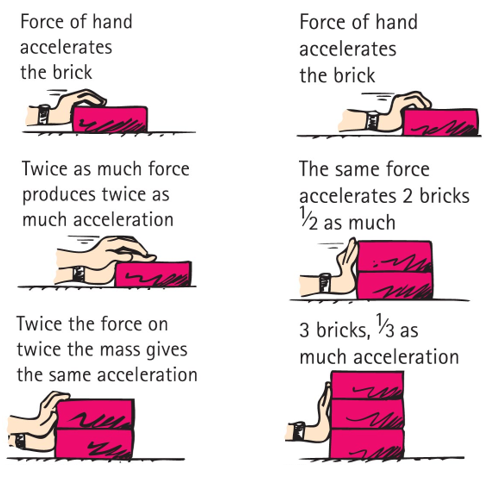 Force of hand
accelerates
the brick
Twice as much force
produces twice as
much acceleration
Twice the force on
twice the mass gives
the same acceleration
Force of hand
accelerates
the brick
The same force
accelerates 2 bricks
1/2 as much
3 bricks, 1/3 as
much acceleration